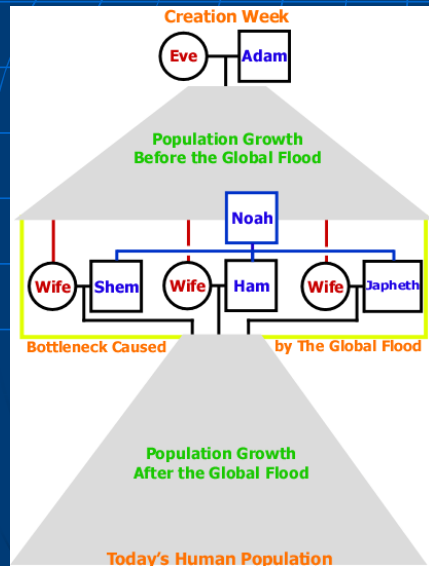 Creation Week
Eve
Adam
Population Growth
Before the Global Flood
Noah
Wife
Shem
Wife
Ham
Wife
Japheth
Bottleneck Caused
by The Global Flood
Population Growth
After the Global Flood
Today's Human Population